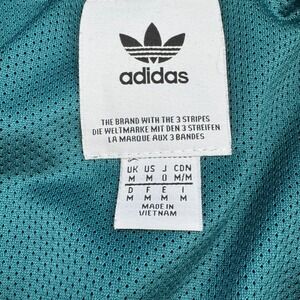 adidas
THE BRAND WITH THE 3 STRIPES
DIE WELTMARKE MIT DEN 3 STREIFEN
LA MARQUE AUX 3 BANDES
UK US J CDN
M M O M/M
D F E I
M M M M
MADE IN
VIETNAM